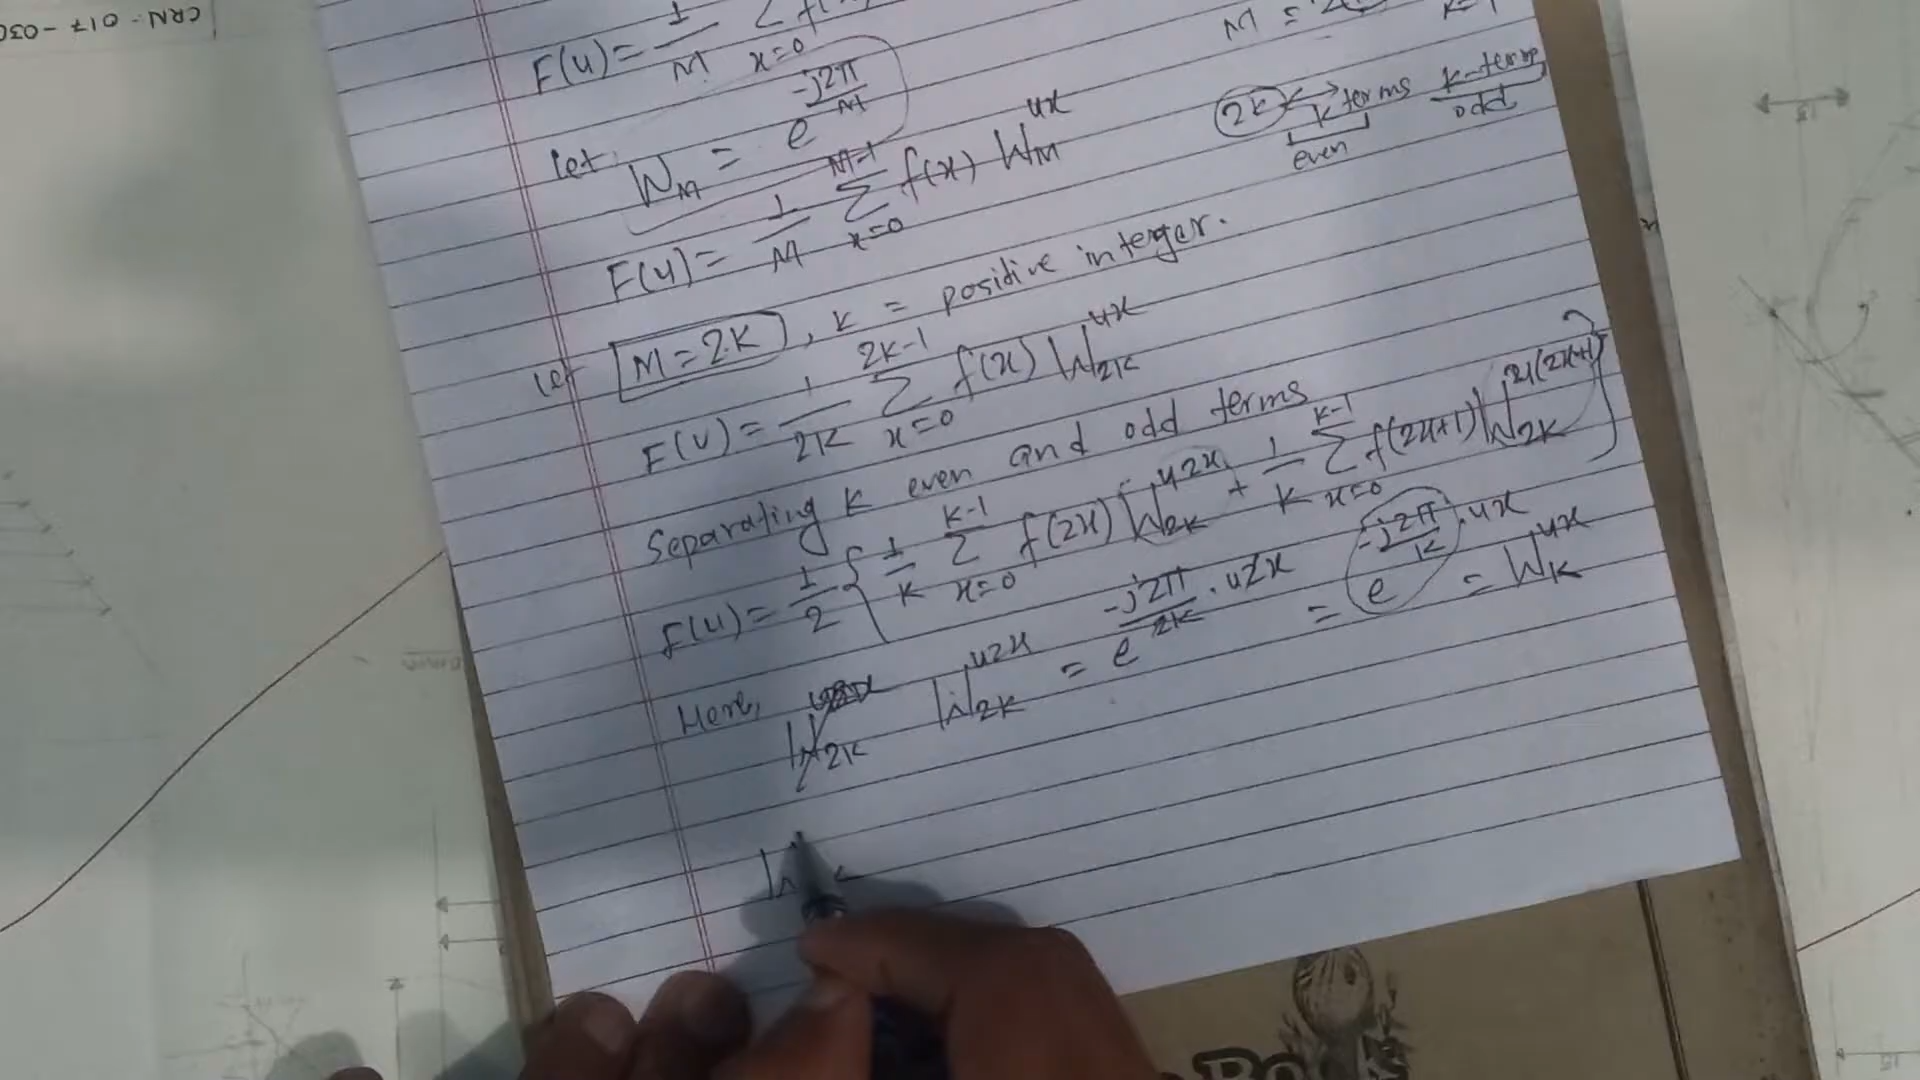 CRN: 017-030
F(u) = 1/M Σ x=0 f(x
M = 2
let W_M = e^(-j2π/M)
2K ↔ K terms even K-terms odd
F(u) = 1/M Σ_{x=0}^{M-1} f(x) W_M^{ux}
let M = 2K, K = positive interger.
F(u) = 1/2K Σ_{x=0}^{2K-1} f(x) W_{2K}^{ux}
Separating K even and odd terms
F(u) = 1/2 { 1/K Σ_{x=0}^{K-1} f(2x) W_{2K}^{u2x} + 1/K Σ_{x=0}^{K-1} f(2x+1) W_{2K}^{u(2x+1)} }
Here, W_{2K}
W_{2K}^{u2x} = e^{-j2π/2K · u2x} = e^{-j2π/K · ux} = W_K^{ux}
W